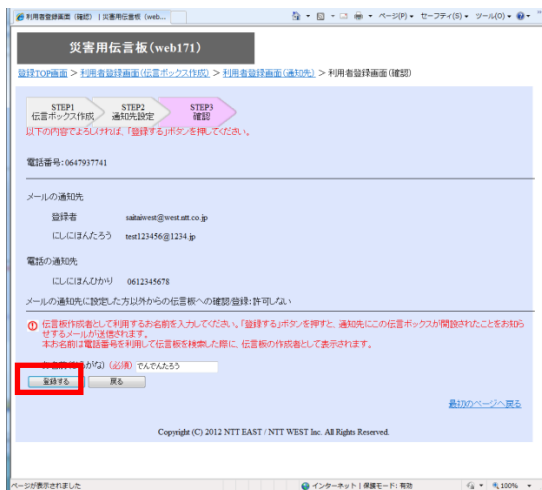 利用者登録画面（確認）｜災害用伝言板（web...
ページ(P) セーフティ(S) ツール(O)
災害用伝言板(web171)
登録TOP画面 > 利用者登録画面(伝言ボックス作成) > 利用者登録画面(通知先) > 利用者登録画面(確認)
STEP1 STEP2 STEP3
伝言ボックス作成 通知先設定 確認
以下の内容でよろしければ、「登録する」ボタンを押してください。
電話番号:0647937741
メールの通知先
登録者 saitaiwest@west.ntt.co.jp
にしにほんたろう test123456@1234.jp
電話の通知先
にしにほんひかり 0612345678
メールの通知先に設定した方以外からの伝言板への確認/登録:許可しない
伝言板作成者として利用するお名前を入力してください。「登録する」ボタンを押すと、通知先にこの伝言ボックスが開設されたことをお知ら
せするメールが送信されます。
本お名前は電話番号を利用して伝言板を検索した際に、伝言板の作成者として表示されます。
がな) (必須) でんでんたろう
登録する 戻る
最初のページへ戻る
Copyright (C) 2012 NTT EAST / NTT WEST Inc. All Rights Reserved.
ページが表示されました インターネット | 保護モード: 有効 100%